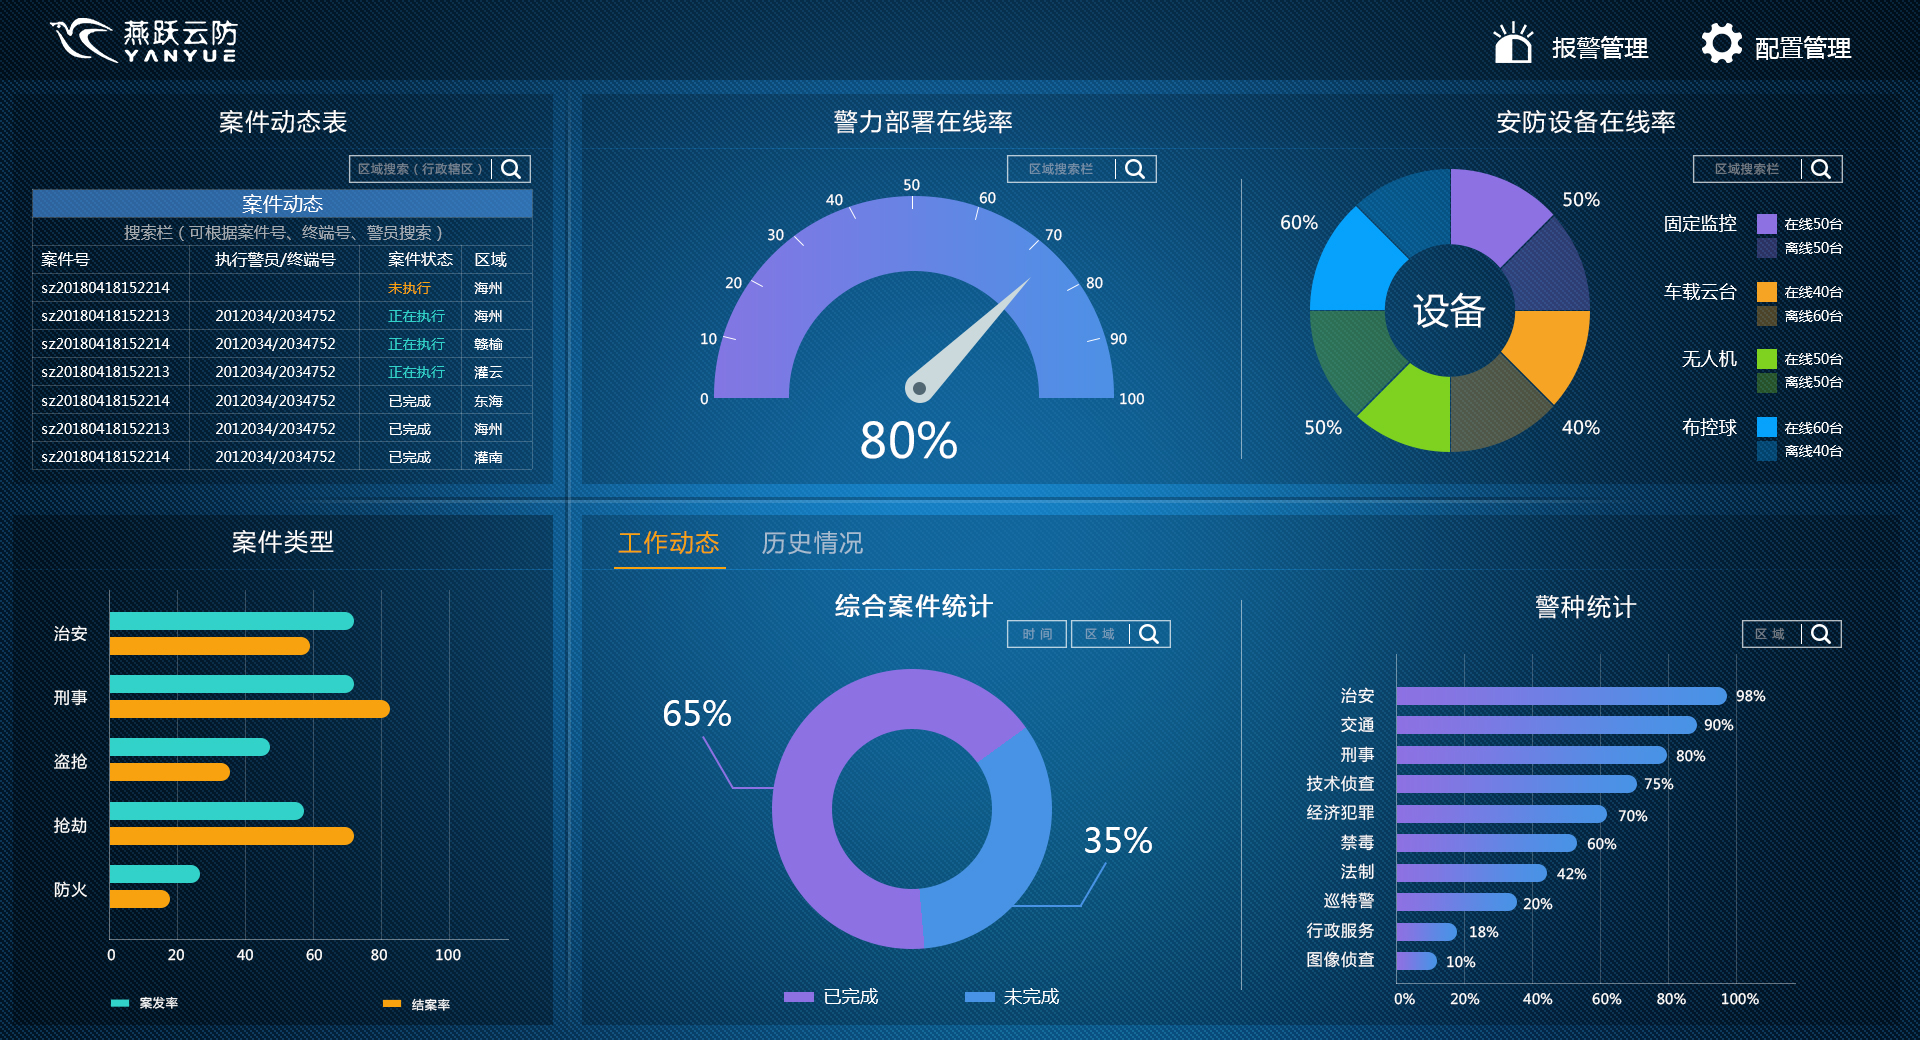 燕跃云防
YANYUE
报警管理
配置管理
案件动态表
区域搜索（行政辖区）
案件动态
搜索栏（可根据案件号、终端号、警员搜索）
案件号 执行警员/终端号 案件状态 区域
sz20180418152214 未执行 海州
sz20180418152213 2012034/2034752 正在执行 海州
sz20180418152214 2012034/2034752 正在执行 赣榆
sz20180418152213 2012034/2034752 正在执行 灌云
sz20180418152214 2012034/2034752 已完成 东海
sz20180418152213 2012034/2034752 已完成 海州
sz20180418152214 2012034/2034752 已完成 灌南
警力部署在线率
区域搜索栏
0
10
20
30
40
50
60
70
80
90
100
80%
安防设备在线率
区域搜索栏
60%
50%
50%
40%
设备
固定监控
在线50台
离线50台
车载云台
在线40台
离线60台
无人机
在线50台
离线50台
布控球
在线60台
离线40台
案件类型
治安
刑事
盗抢
抢劫
防火
0 20 40 60 80 100
案发率
结案率
工作动态 历史情况
综合案件统计
时 间
区 域
65%
35%
已完成
未完成
警种统计
区 域
治安 98%
交通 90%
刑事 80%
技术侦查 75%
经济犯罪 70%
禁毒 60%
法制 42%
巡特警 20%
行政服务 18%
图像侦查 10%
0% 20% 40% 60% 80% 100%